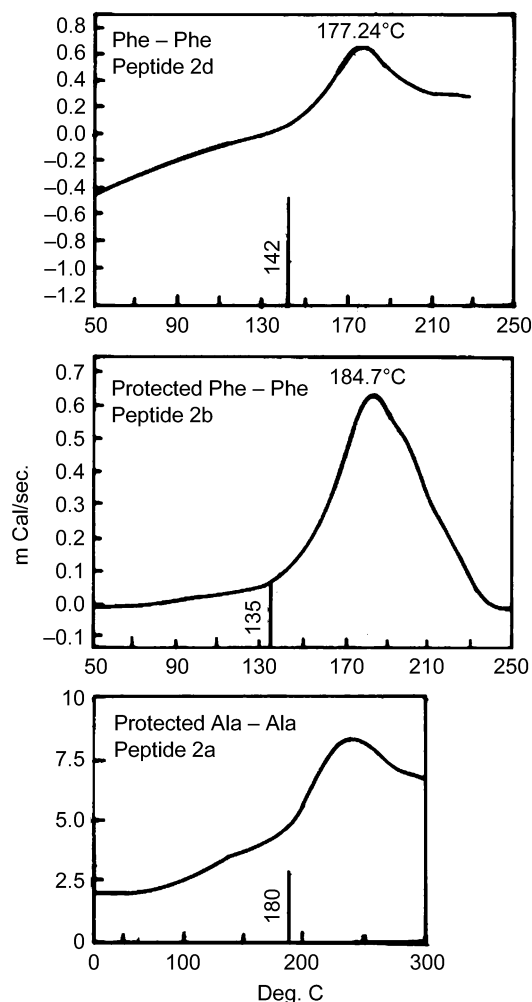 0.8
Phe – Phe
177.24°C
0.6
Peptide 2d
0.4
0.2
0.0
–0.2
–0.4
–0.6
–0.8
142
–1.0
–1.2
50 90 130 170 210 250
0.7
Protected Phe – Phe
184.7°C
0.6
Peptide 2b
0.5
0.4
m Cal/sec.
0.3
0.2
0.1
0.0
135
–0.1
50 90 130 170 210 250
10
Protected Ala – Ala
Peptide 2a
7.5
5.0
2.5
180
0
0 100 200 300
Deg. C